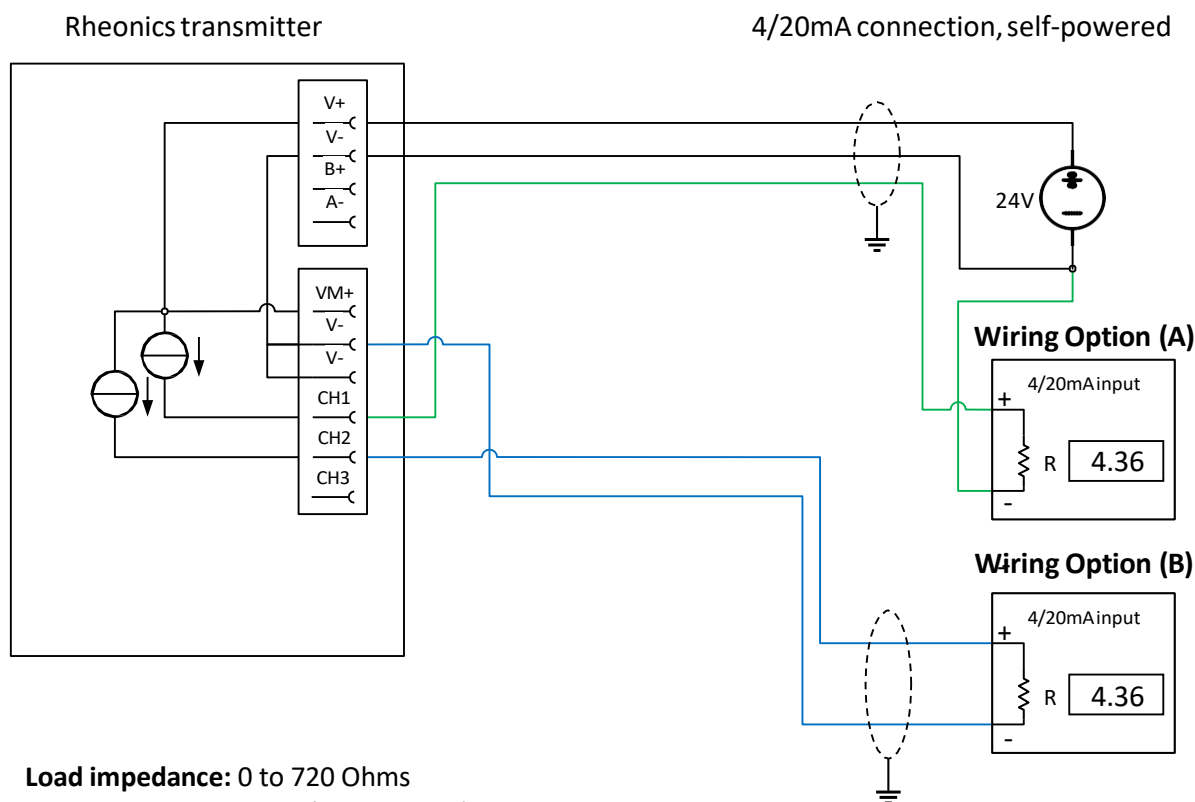 Rheonics transmitter
4/20mA connection, self-powered
V+
V-
B+
A-
24V
VM+
V-
V-
CH1
CH2
CH3
Wiring Option (A)
4/20mA input
+
R 4.36
-
Wiring Option (B)
4/20mA input
+
R 4.36
-
Load impedance: 0 to 720 Ohms